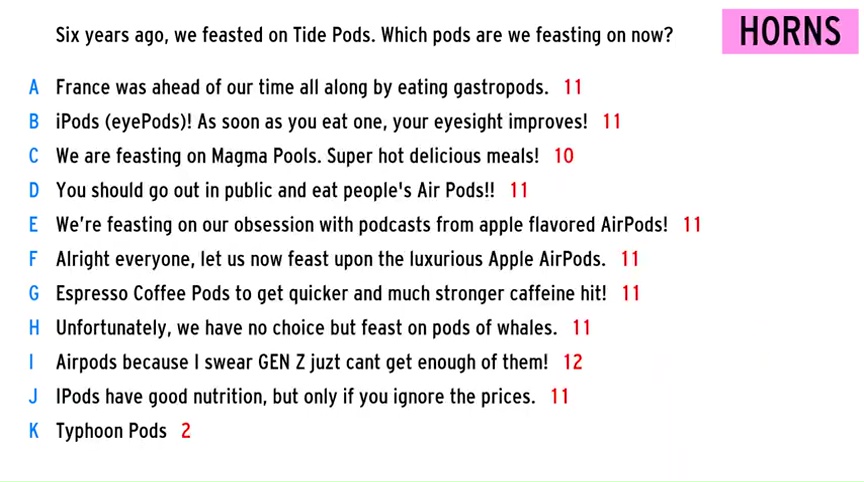 Six years ago, we feasted on Tide Pods. Which pods are we feasting on now?
HORNS
A France was ahead of our time all along by eating gastropods. 11
B iPods (eyePods)! As soon as you eat one, your eyesight improves! 11
C We are feasting on Magma Pools. Super hot delicious meals! 10
D You should go out in public and eat people's Air Pods!! 11
E We're feasting on our obsession with podcasts from apple flavored AirPods! 11
F Alright everyone, let us now feast upon the luxurious Apple AirPods. 11
G Espresso Coffee Pods to get quicker and much stronger caffeine hit! 11
H Unfortunately, we have no choice but feast on pods of whales. 11
I Airpods because I swear GEN Z juzt cant get enough of them! 12
J IPods have good nutrition, but only if you ignore the prices. 11
K Typhoon Pods 2